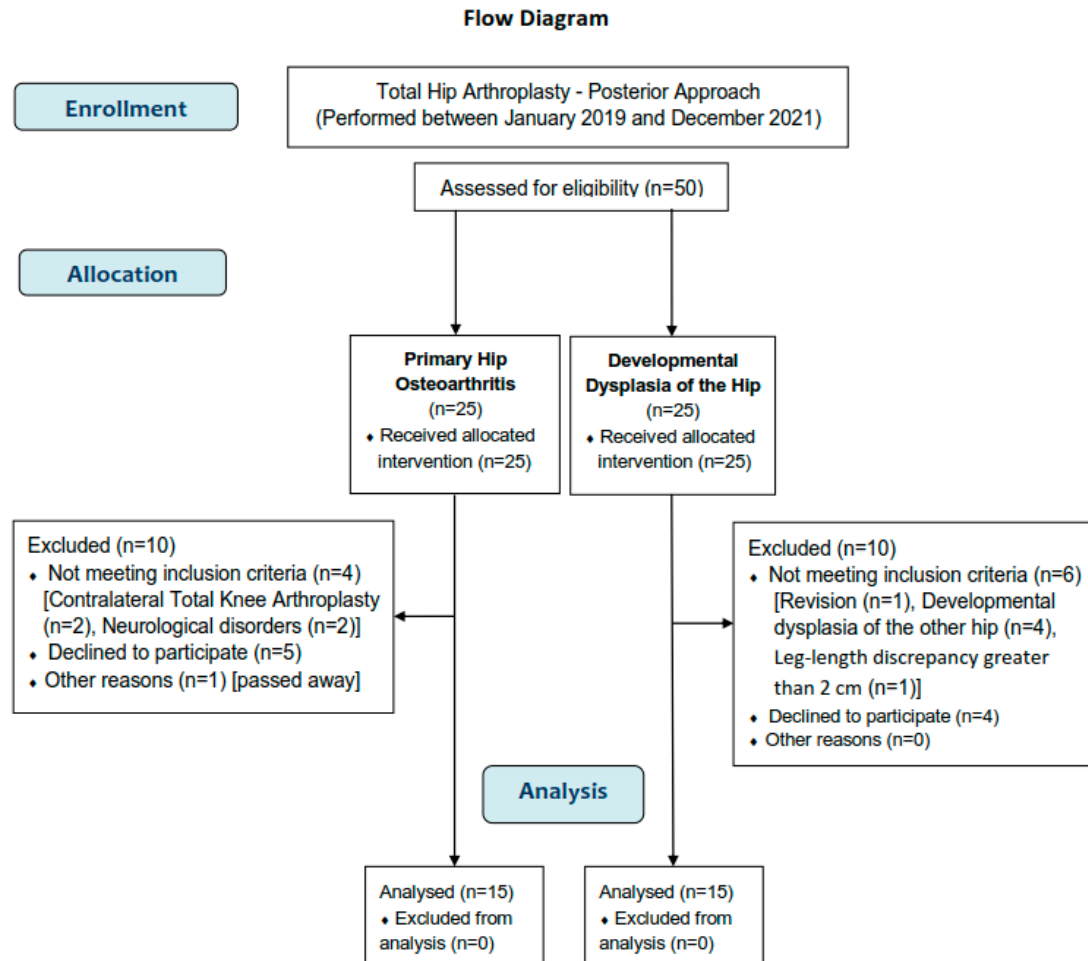 Flow Diagram
Enrollment
Total Hip Arthroplasty - Posterior Approach
(Performed between January 2019 and December 2021)
Assessed for eligibility (n=50)
Allocation
Primary Hip
Osteoarthritis
(n=25)
♦ Received allocated
intervention (n=25)
Developmental
Dysplasia of the Hip
(n=25)
♦ Received allocated
intervention (n=25)
Excluded (n=10)
♦ Not meeting inclusion criteria (n=4)
[Contralateral Total Knee Arthroplasty
(n=2), Neurological disorders (n=2)]
♦ Declined to participate (n=5)
♦ Other reasons (n=1) [passed away]
Excluded (n=10)
♦ Not meeting inclusion criteria (n=6)
[Revision (n=1), Developmental
dysplasia of the other hip (n=4),
Leg-length discrepancy greater
than 2 cm (n=1)]
♦ Declined to participate (n=4)
♦ Other reasons (n=0)
Analysis
Analysed (n=15)
♦ Excluded from
analysis (n=0)
Analysed (n=15)
♦ Excluded from
analysis (n=0)